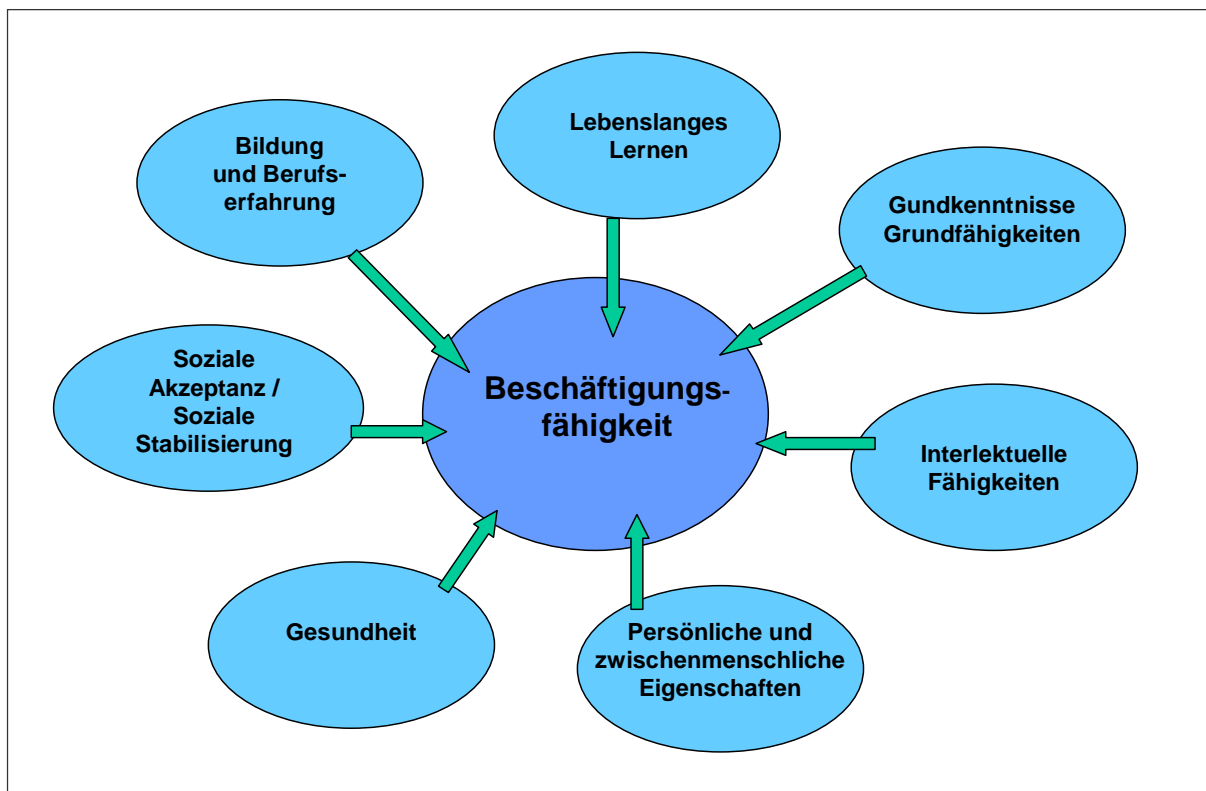 Lebenslanges
Lernen
Bildung
und Berufs-
erfahrung
Gundkenntnisse
Grundfähigkeiten
Soziale
Akzeptanz /
Soziale
Stabilisierung
Beschäftigungs-
fähigkeit
Interlektuelle
Fähigkeiten
Gesundheit
Persönliche und
zwischenmenschliche
Eigenschaften